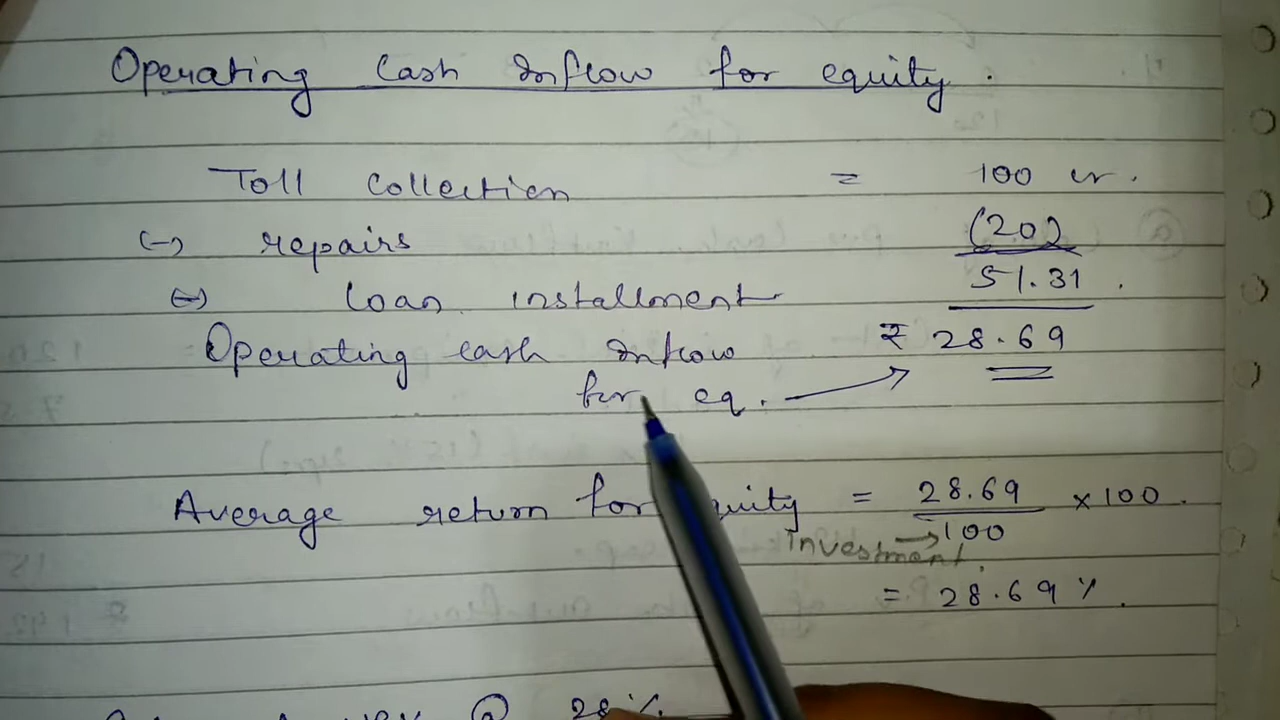 Operating cash inflow for equity.
Toll collection = 100 cr.
(-) repairs (20)
(-) loan installment 51.31.
Operating cash inflow ₹ 28.69
for eq. →
Average return for equity = 28.69 / 100 × 100.
investment →
= 28.69 %.
@ 28 %